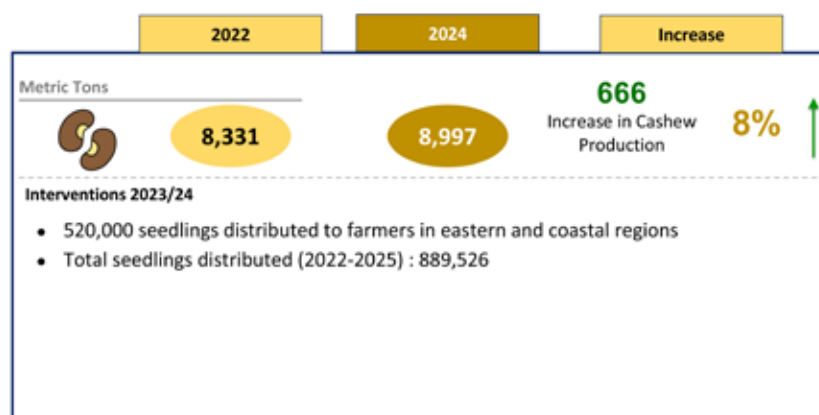 2022 2024 Increase
Metric Tons
8,331 8,997 666 8%
Increase in Cashew
Production
Interventions 2023/24
• 520,000 seedlings distributed to farmers in eastern and coastal regions
• Total seedlings distributed (2022-2025) : 889,526